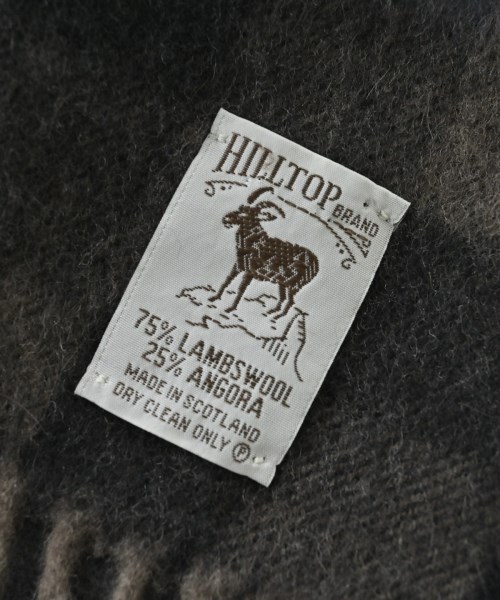 HILLTOP
BRAND
75% LAMBSWOOL
25% ANGORA
MADE IN SCOTLAND
DRY CLEAN ONLY Ⓟ